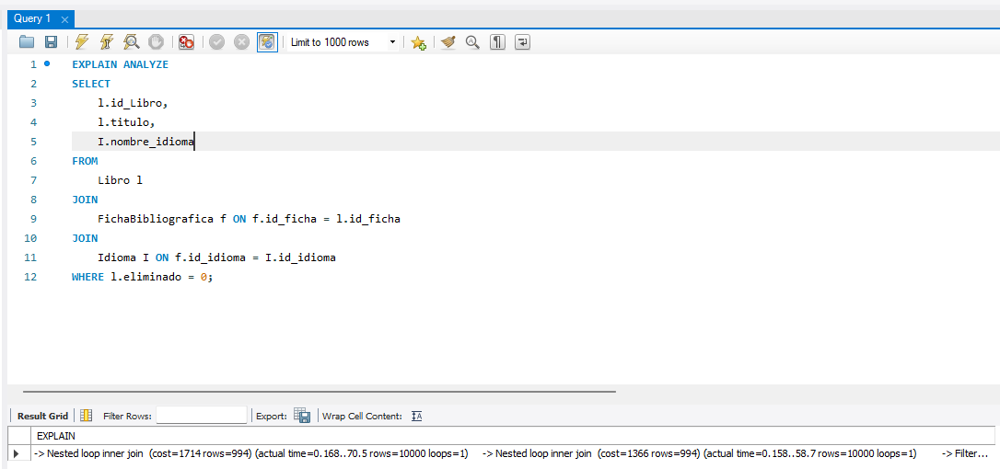 Query 1
Limit to 1000 rows
1 EXPLAIN ANALYZE
2 SELECT
3 l.id_Libro,
4 l.titulo,
5 I.nombre_idioma
6 FROM
7 Libro l
8 JOIN
9 FichaBibliografica f ON f.id_ficha = l.id_ficha
10 JOIN
11 Idioma I ON f.id_idioma = I.id_idioma
12 WHERE l.eliminado = 0;
Result Grid Filter Rows: Export: Wrap Cell Content:
EXPLAIN
-> Nested loop inner join (cost=1714 rows=994) (actual time=0.168..70.5 rows=10000 loops=1) -> Nested loop inner join (cost=1366 rows=994) (actual time=0.158..58.7 rows=10000 loops=1) -> Filter...